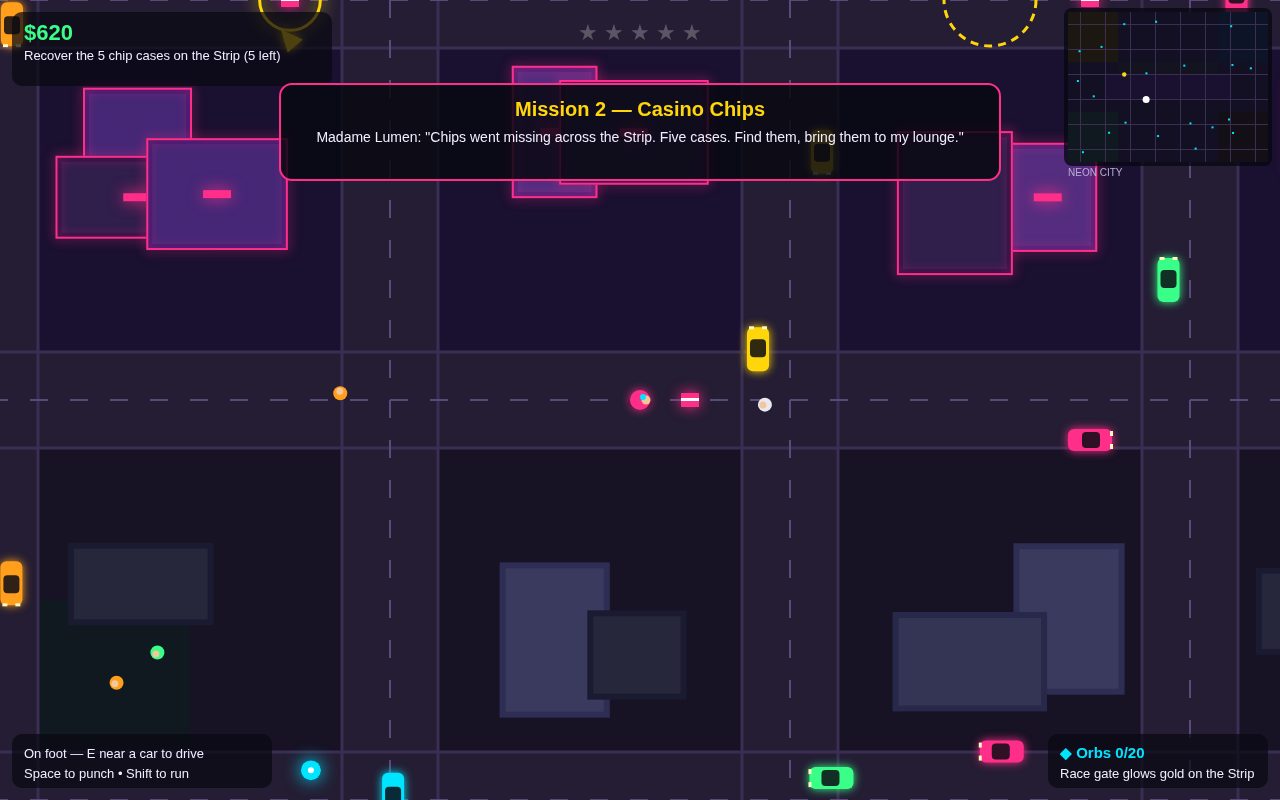 $620
Recover the 5 chip cases on the Strip (5 left)
★ ★ ★ ★ ★
Mission 2 — Casino Chips
Madame Lumen: "Chips went missing across the Strip. Five cases. Find them, bring them to my lounge."
NEON CITY
On foot — E near a car to drive
Space to punch • Shift to run
◆ Orbs 0/20
Race gate glows gold on the Strip